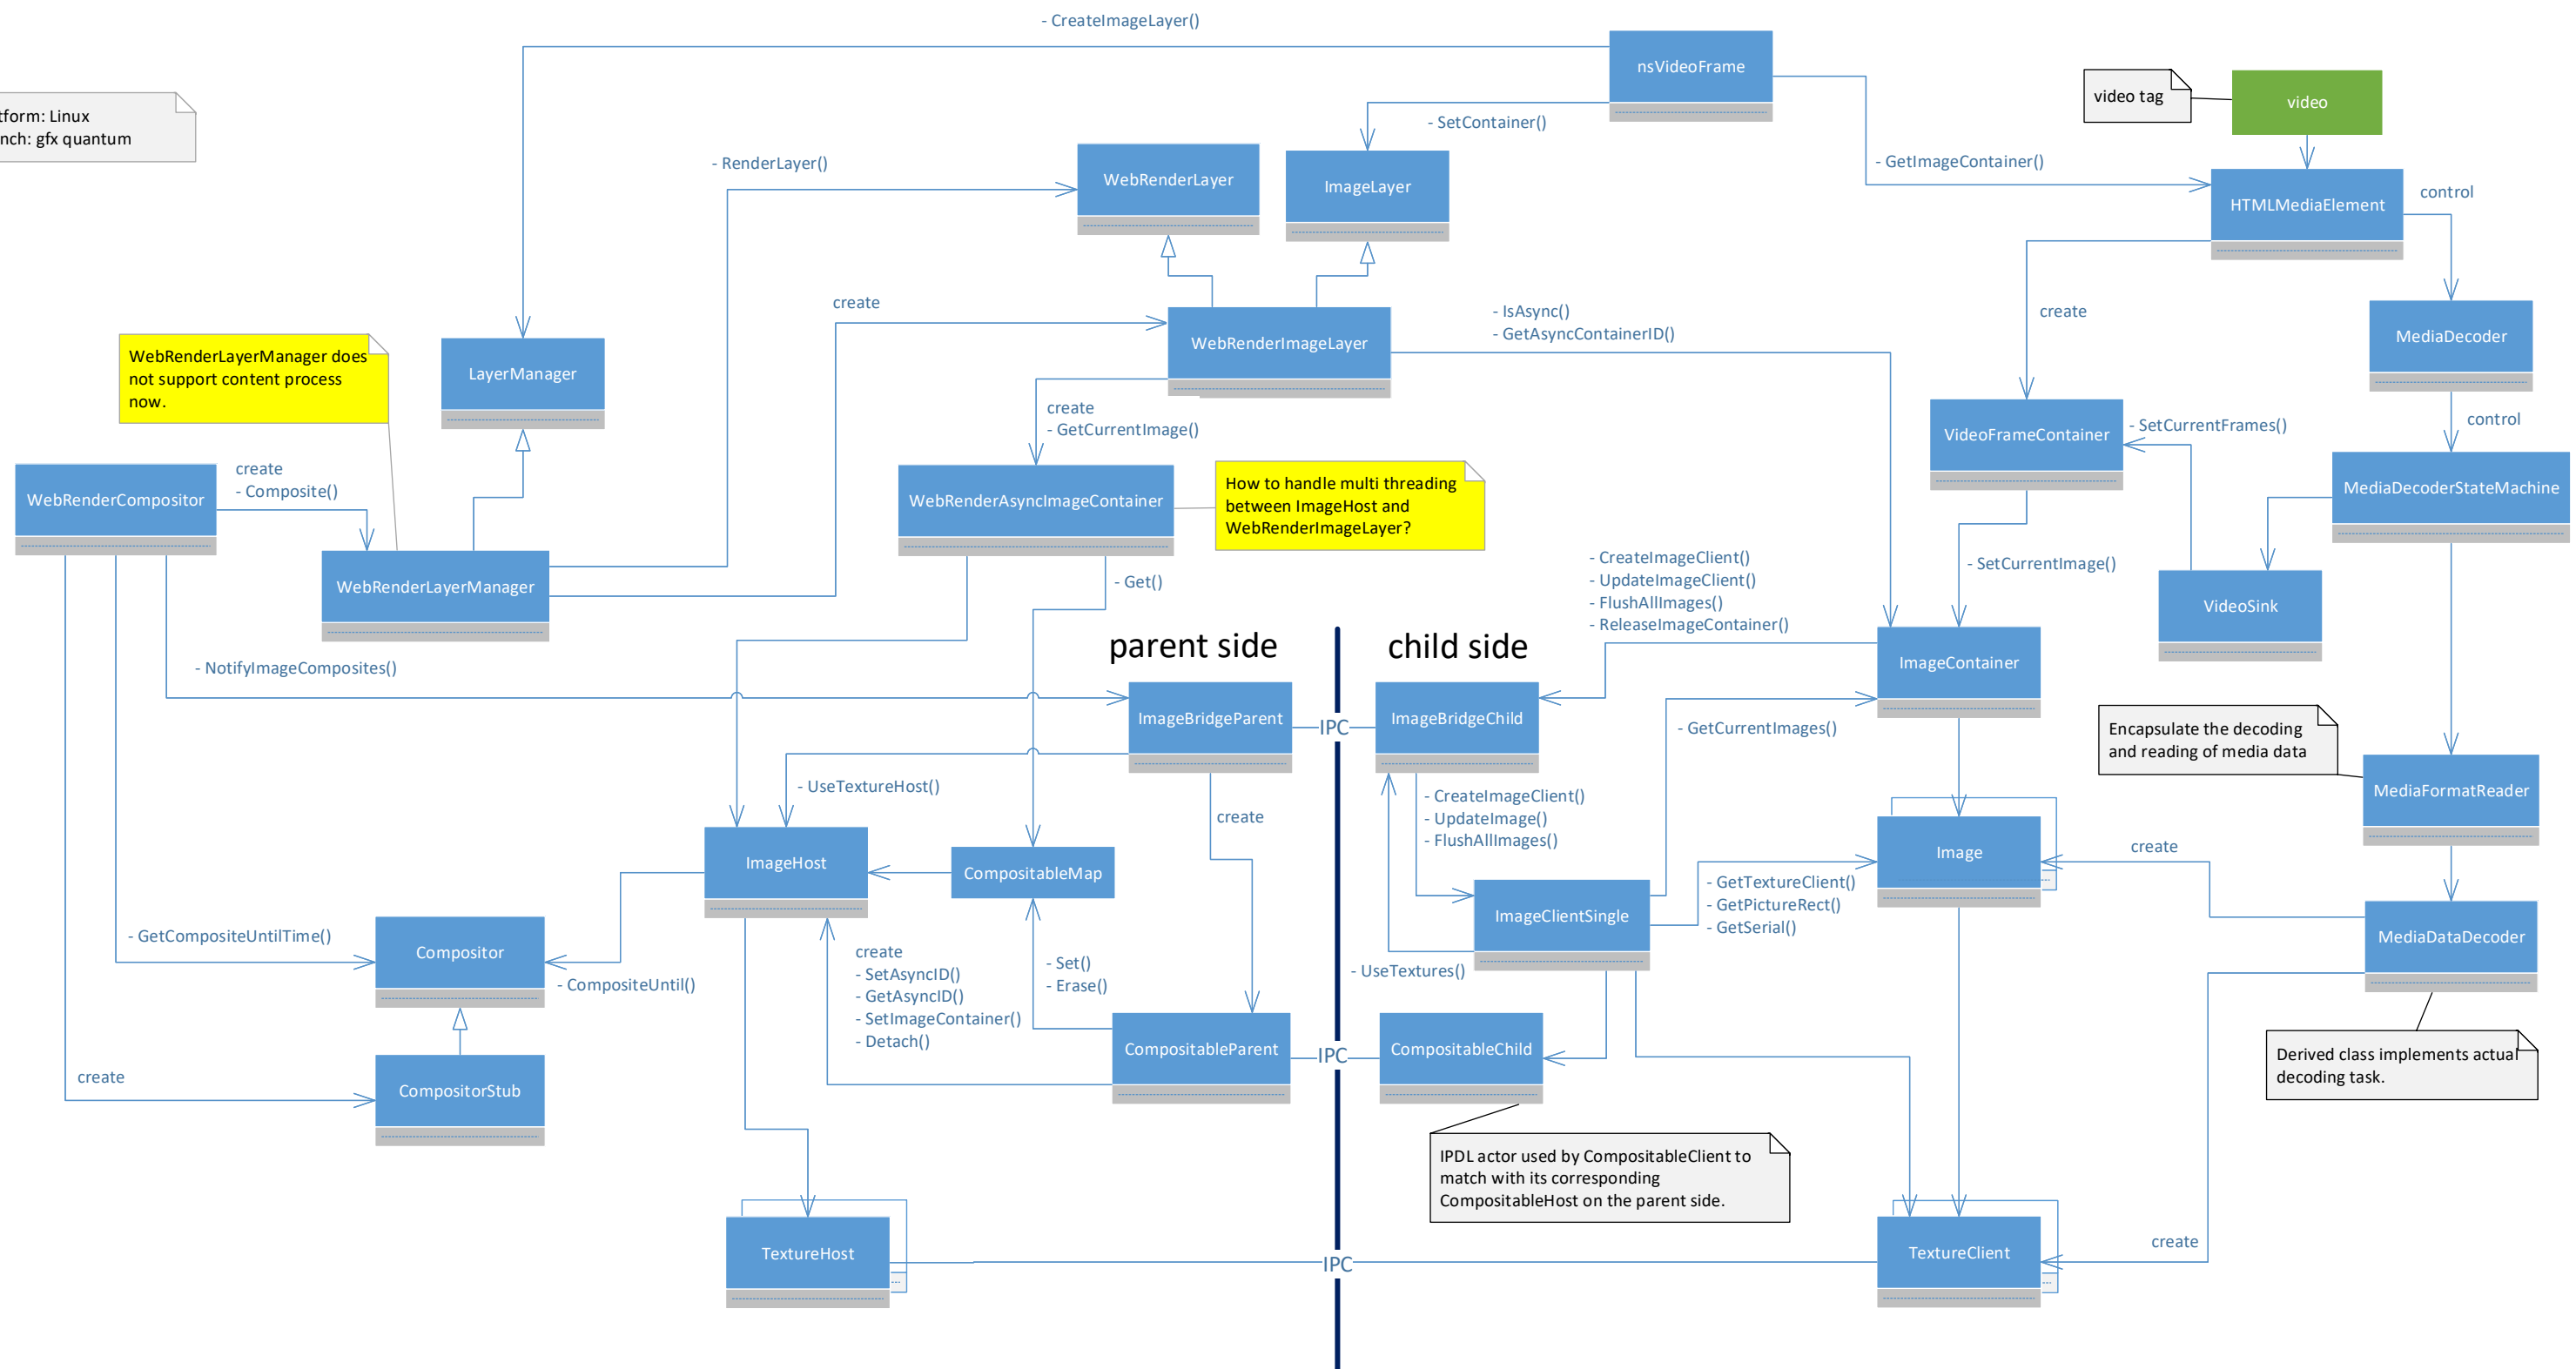 - CreateImageLayer()
nsVideoFrame
tform: Linux
nch: gfx quantum
video tag
video
- SetContainer()
- RenderLayer()
WebRenderLayer
ImageLayer
- GetImageContainer()
HTMLMediaElement
control
create
- IsAsync()
- GetAsyncContainerID()
create
MediaDecoder
WebRenderLayerManager does
not support content process
now.
LayerManager
WebRenderImageLayer
create
- GetCurrentImage()
control
VideoFrameContainer
- SetCurrentFrames()
WebRenderCompositor
create
- Composite()
WebRenderAsyncImageContainer
How to handle multi threading
between ImageHost and
WebRenderImageLayer?
MediaDecoderStateMachine
WebRenderLayerManager
- Get()
- CreateImageClient()
- UpdateImageClient()
- FlushAllImages()
- ReleaseImageContainer()
- SetCurrentImage()
VideoSink
parent side
child side
- NotifyImageComposites()
ImageContainer
ImageBridgeParent
IPC
ImageBridgeChild
- GetCurrentImages()
Encapsulate the decoding
and reading of media data
- UseTextureHost()
create
- CreateImageClient()
- UpdateImage()
- FlushAllImages()
MediaFormatReader
ImageHost
CompositableMap
Image
create
- GetTextureClient()
- GetPictureRect()
- GetSerial()
ImageClientSingle
- GetCompositeUntilTime()
Compositor
- CompositeUntil()
create
- SetAsyncID()
- GetAsyncID()
- SetImageContainer()
- Detach()
- Set()
- Erase()
- UseTextures()
MediaDataDecoder
CompositableParent
IPC
CompositableChild
Derived class implements actual
decoding task.
create
CompositorStub
IPDL actor used by CompositableClient to
match with its corresponding
CompositableHost on the parent side.
TextureHost
IPC
TextureClient
create